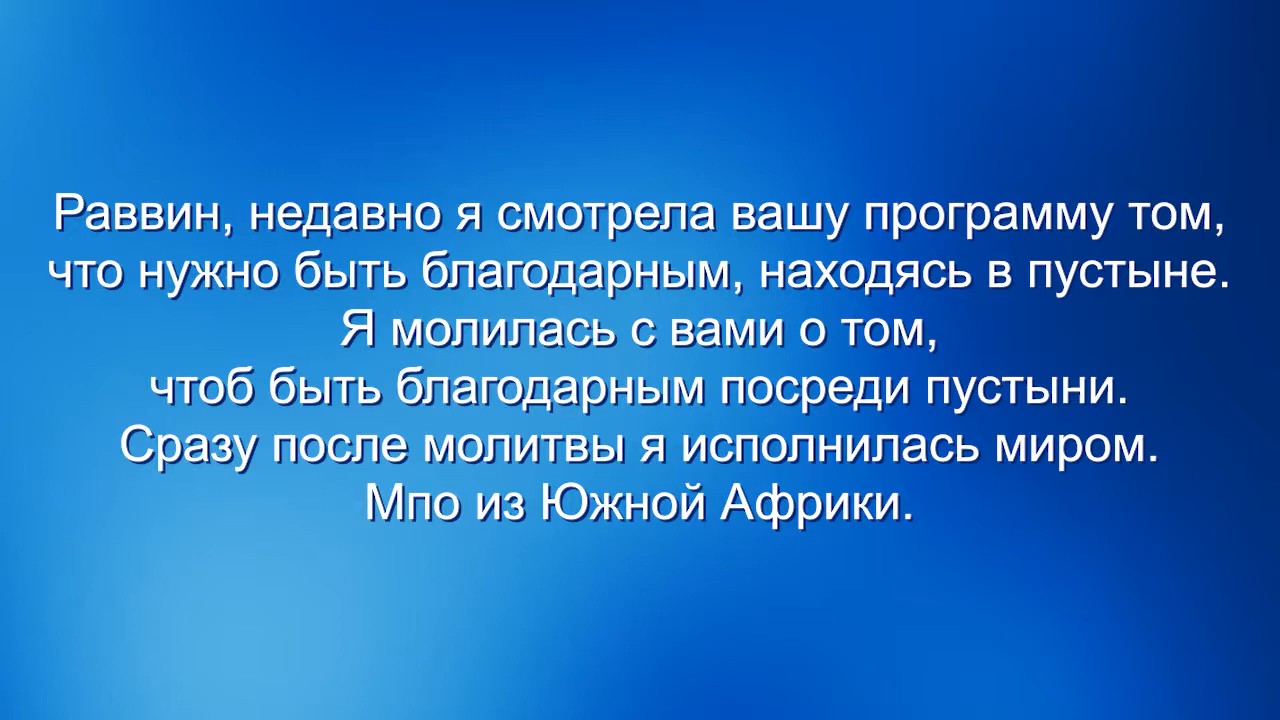 Раввин, недавно я смотрела вашу программу том,
что нужно быть благодарным, находясь в пустыне.
Я молилась с вами о том,
чтоб быть благодарным посреди пустыни.
Сразу после молитвы я исполнилась миром.
Мпо из Южной Африки.